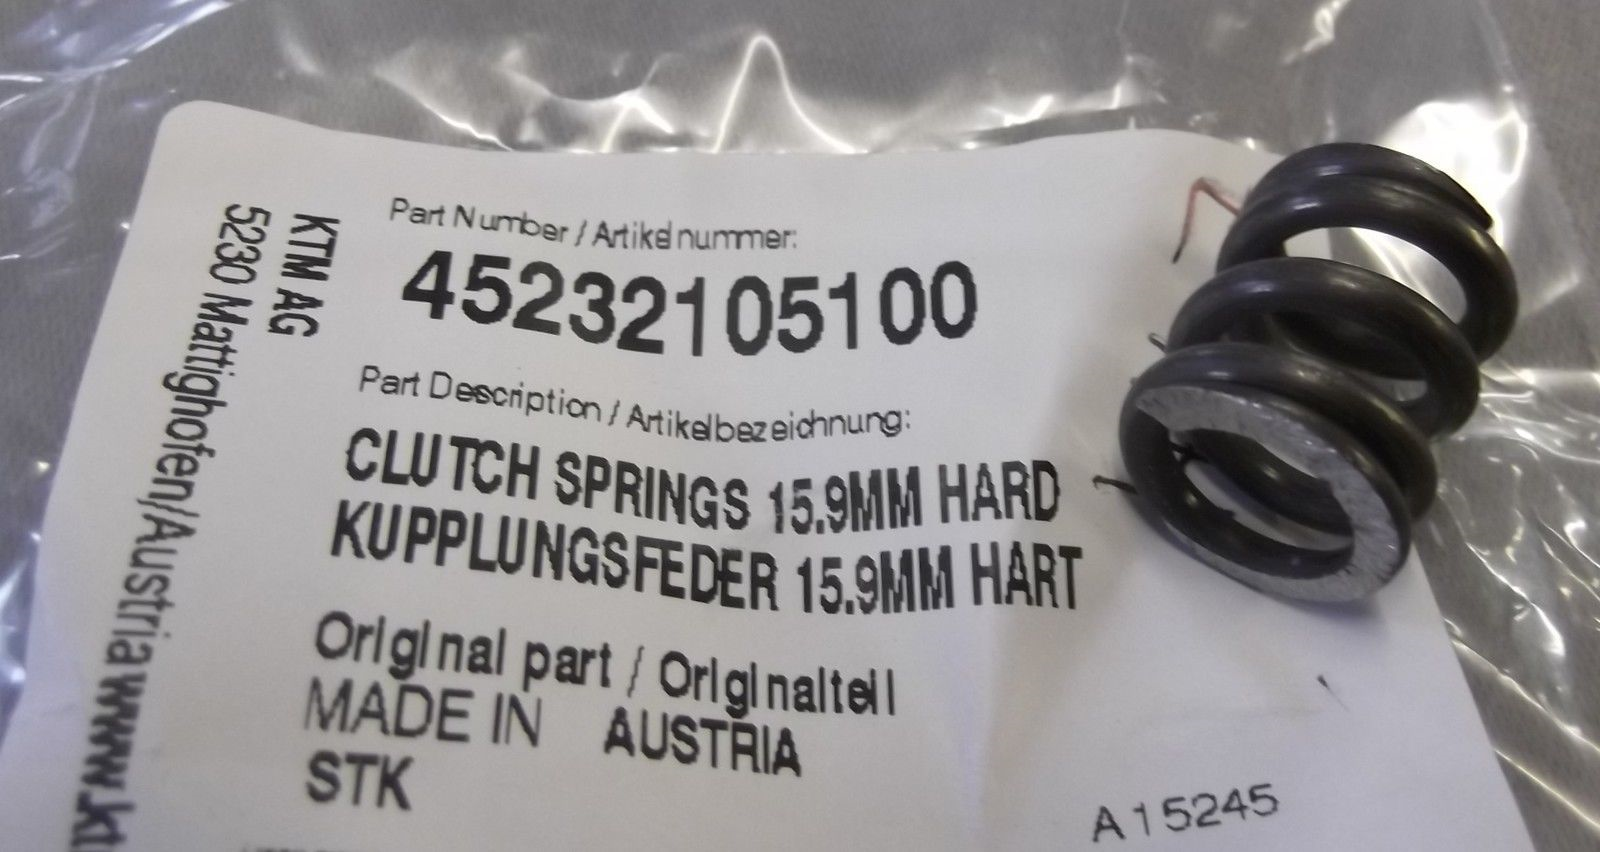 KTM AG
5230 Mattighofen/Austria
Part Number / Artikelnummer:
45232105100
Part Description / Artikelbezeichnung:
CLUTCH SPRINGS 15.9MM HARD
KUPPLUNGSFEDER 15.9MM HART
Original part / Originalteil
MADE IN AUSTRIA
STK
A15245